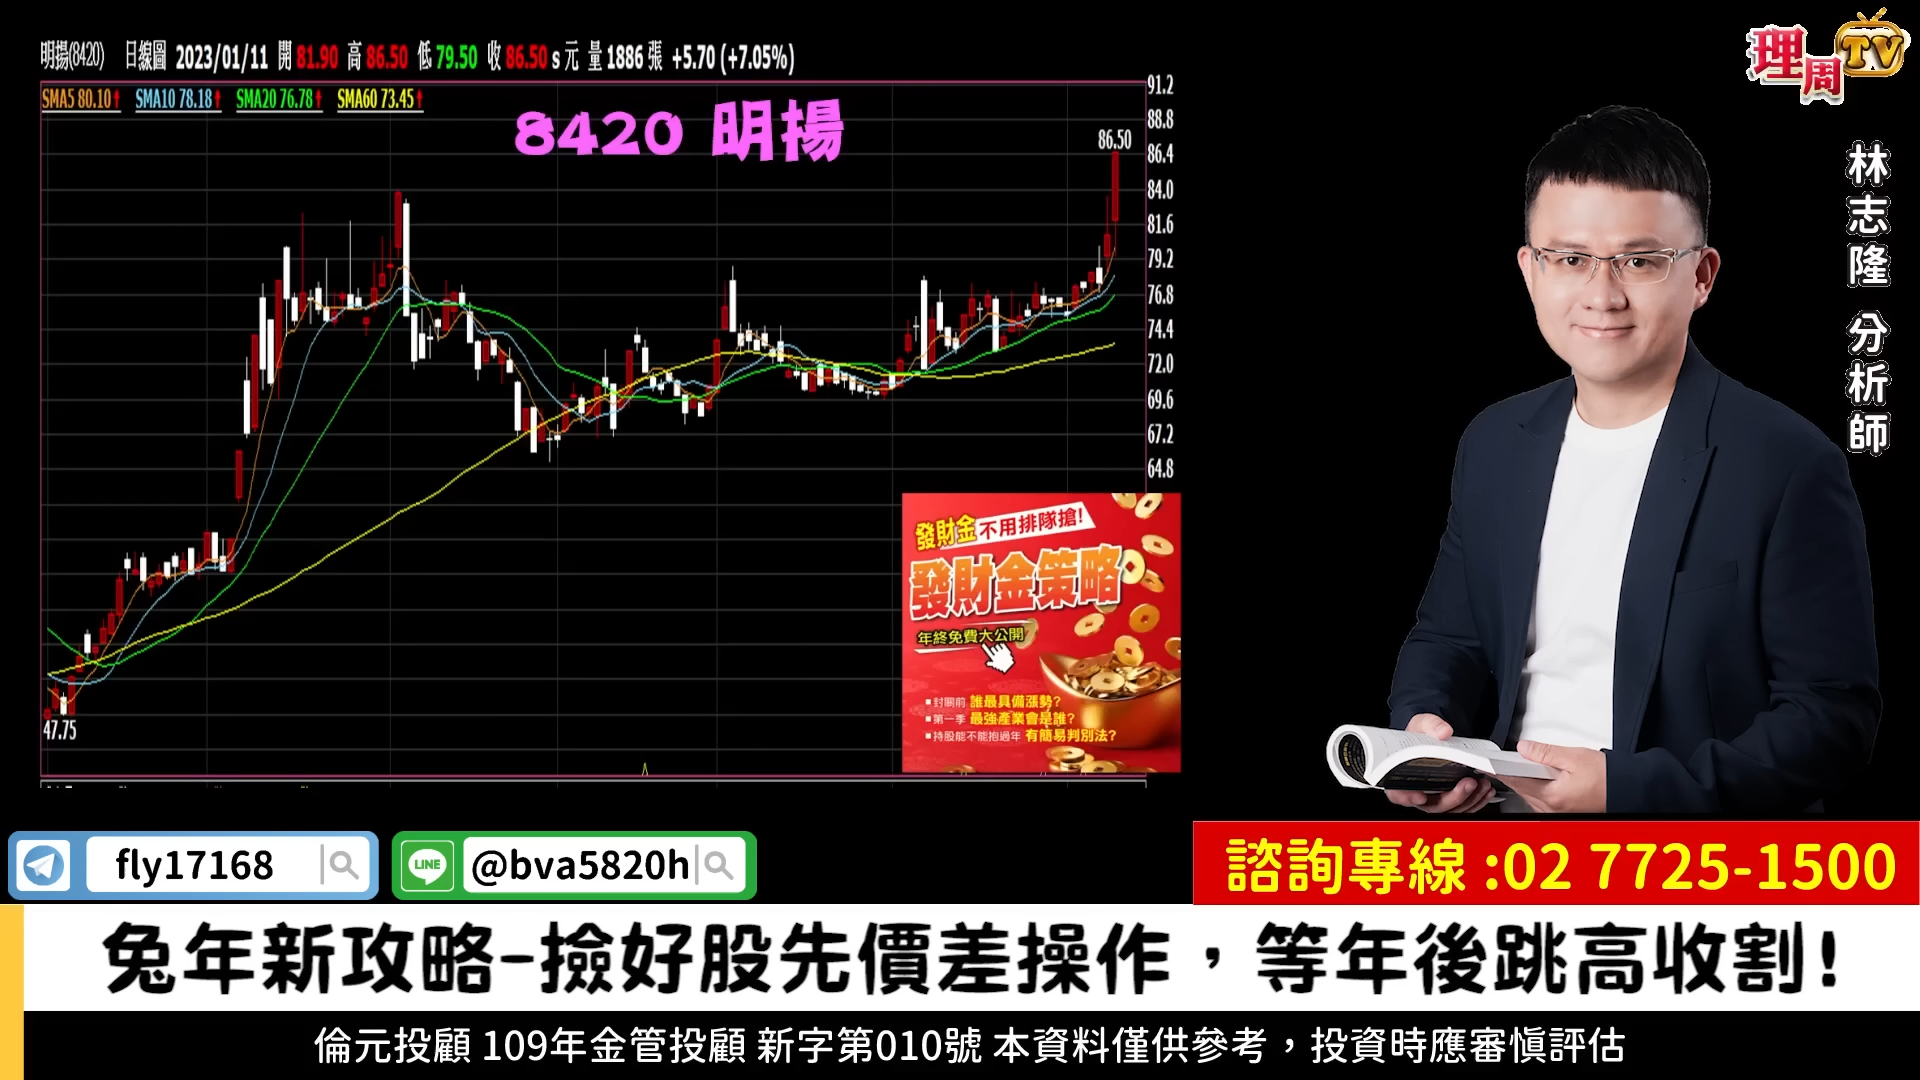 明揚(8420) 日線圖 2023/01/11 開 81.90 高 86.50 低 79.50 收 86.50 s 元 量 1886 張 +5.70 (+7.05%)
SMA5 80.10↑ SMA10 78.18↑ SMA20 76.78↑ SMA60 73.45↑
8420 明揚
理周TV
林志隆 分析師
86.50
91.2
88.8
86.4
84.0
81.6
79.2
76.8
74.4
72.0
69.6
67.2
64.8
47.75
發財金不用排隊搶!
發財金策略
年終免費大公開
■封關前 誰最具備漲勢?
■第一季 最強產業會是誰?
■持股能不能抱過年 有簡易判別法?
fly17168
LINE @bva5820h
諮詢專線 :02 7725-1500
兔年新攻略-撿好股先價差操作，等年後跳高收割!
倫元投顧 109年金管投顧 新字第010號 本資料僅供參考，投資時應審慎評估